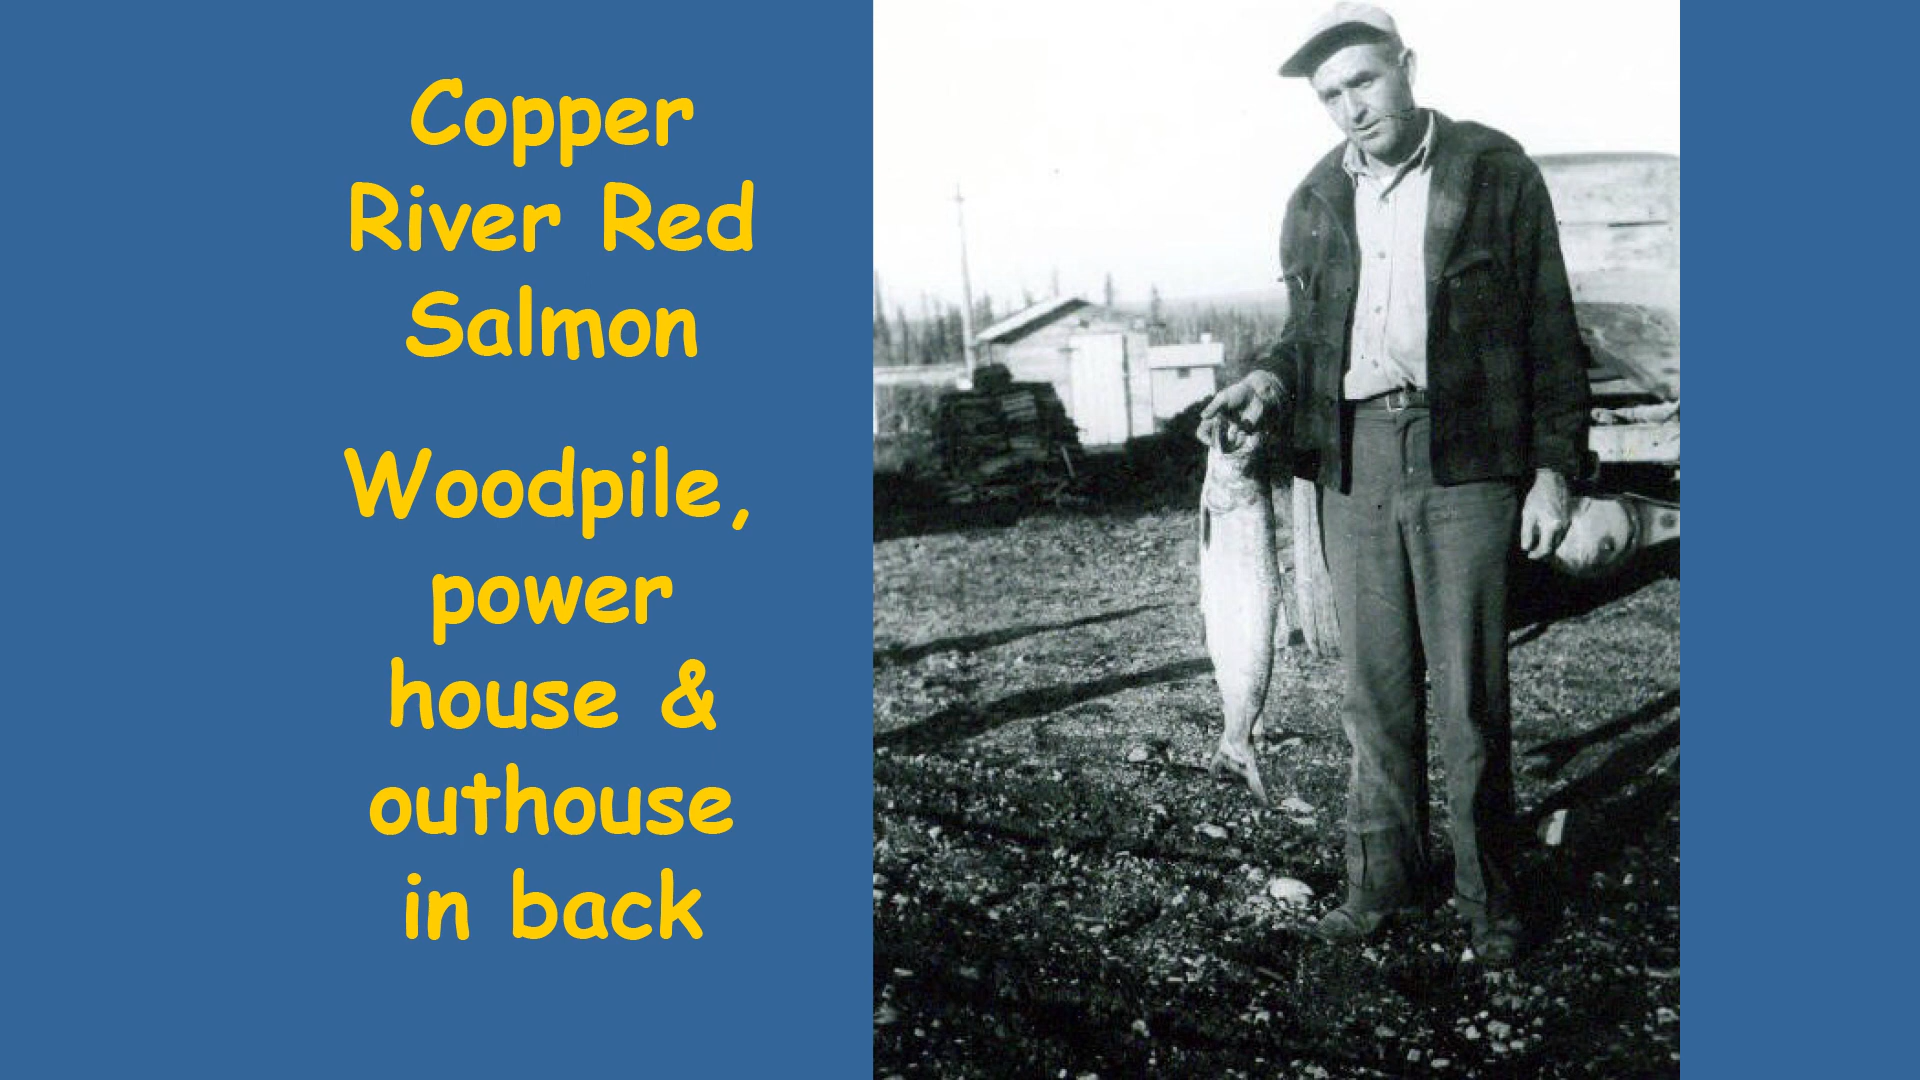 Copper
River Red
Salmon
Woodpile,
power
house &
outhouse
in back